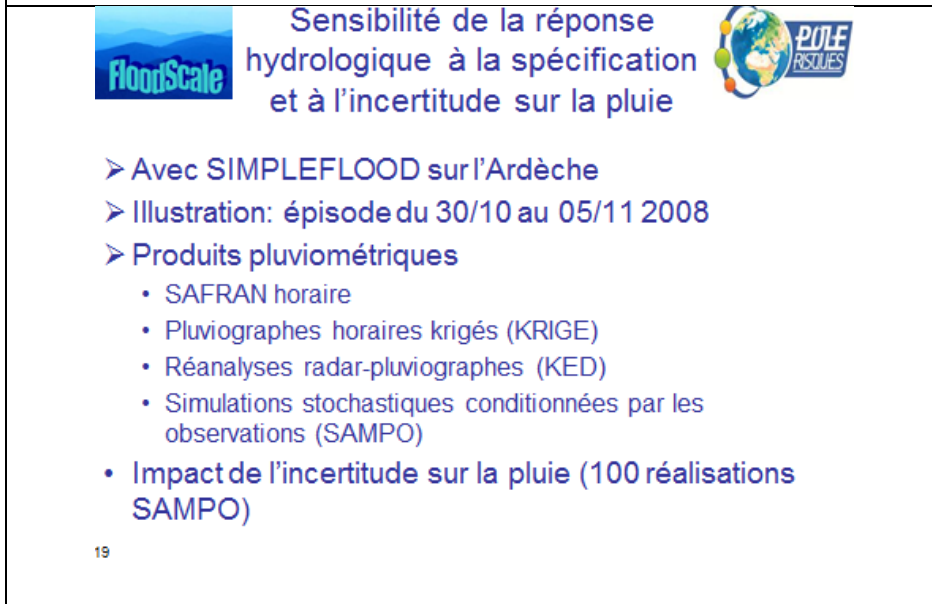 FloodScale
Sensibilité de la réponse
hydrologique à la spécification
et à l'incertitude sur la pluie
PÔLE
RISQUES
➢ Avec SIMPLEFLOOD sur l'Ardèche
➢ Illustration: épisode du 30/10 au 05/11 2008
➢ Produits pluviométriques
• SAFRAN horaire
• Pluviographes horaires krigés (KRIGE)
• Réanalyses radar-pluviographes (KED)
• Simulations stochastiques conditionnées par les
observations (SAMPO)
• Impact de l'incertitude sur la pluie (100 réalisations
SAMPO)
19